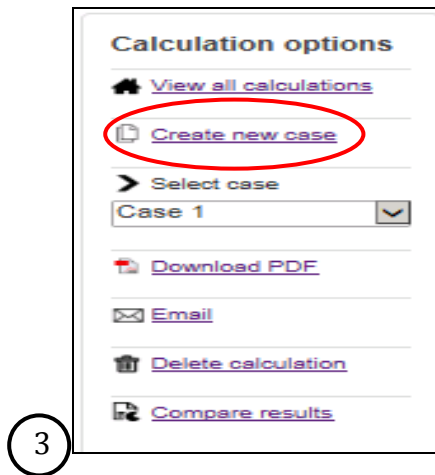 Calculation options
View all calculations
Create new case
Select case
Case 1
Download PDF
Email
Delete calculation
Compare results
3